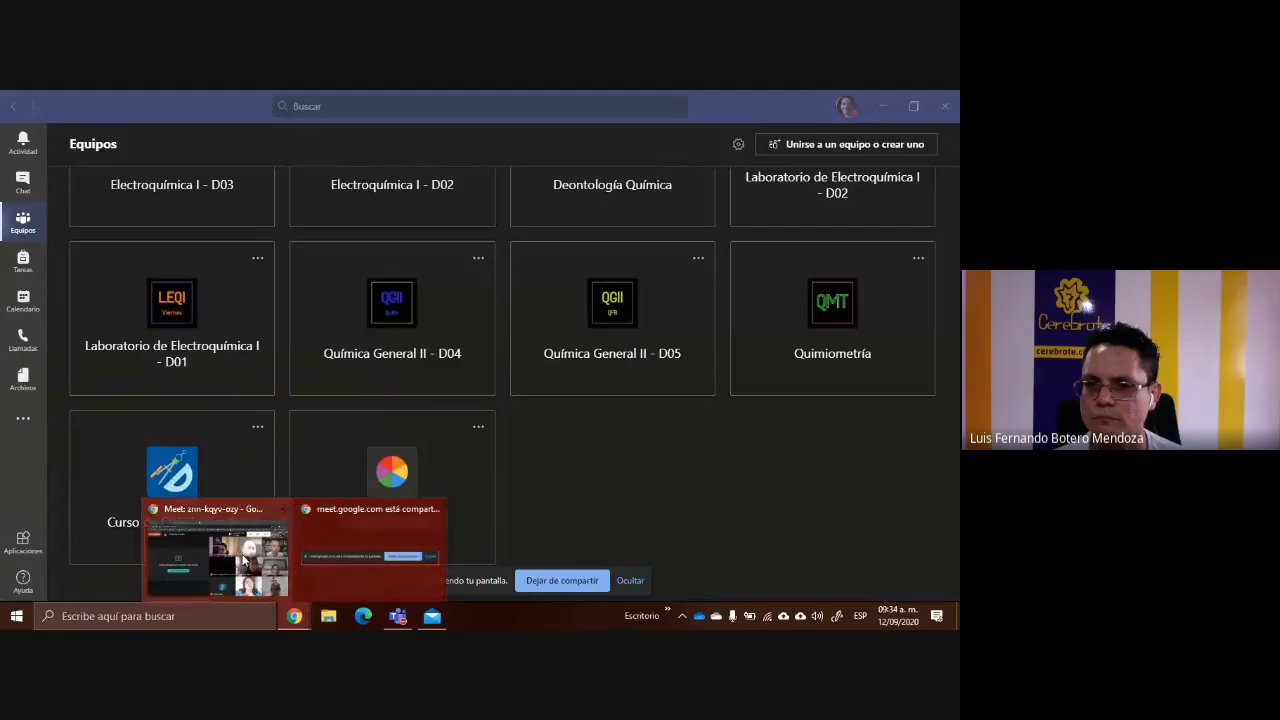 Buscar
Actividad
Chat
Equipos
Tareas
Calendario
Llamadas
Archivos
Aplicaciones
Ayuda
Equipos
Unirse a un equipo o crear uno
Electroquímica I - D03
Electroquímica I - D02
Deontología Química
Laboratorio de Electroquímica I
- D02
LEQI
Viernes
Laboratorio de Electroquímica I
- D01
QGII
Química General II - D04
QGII
QFB
Química General II - D05
QMT
Quimiometría
Curso
Meet: znn-kqyv-ozy - Go...
meet.google.com está compart...
endo tu pantalla.
Dejar de compartir
Ocultar
Escribe aquí para buscar
Escritorio
ESP
09:34 a. m.
12/09/2020
Cerebrote
cerebrote.c
Luis Fernando Botero Mendoza